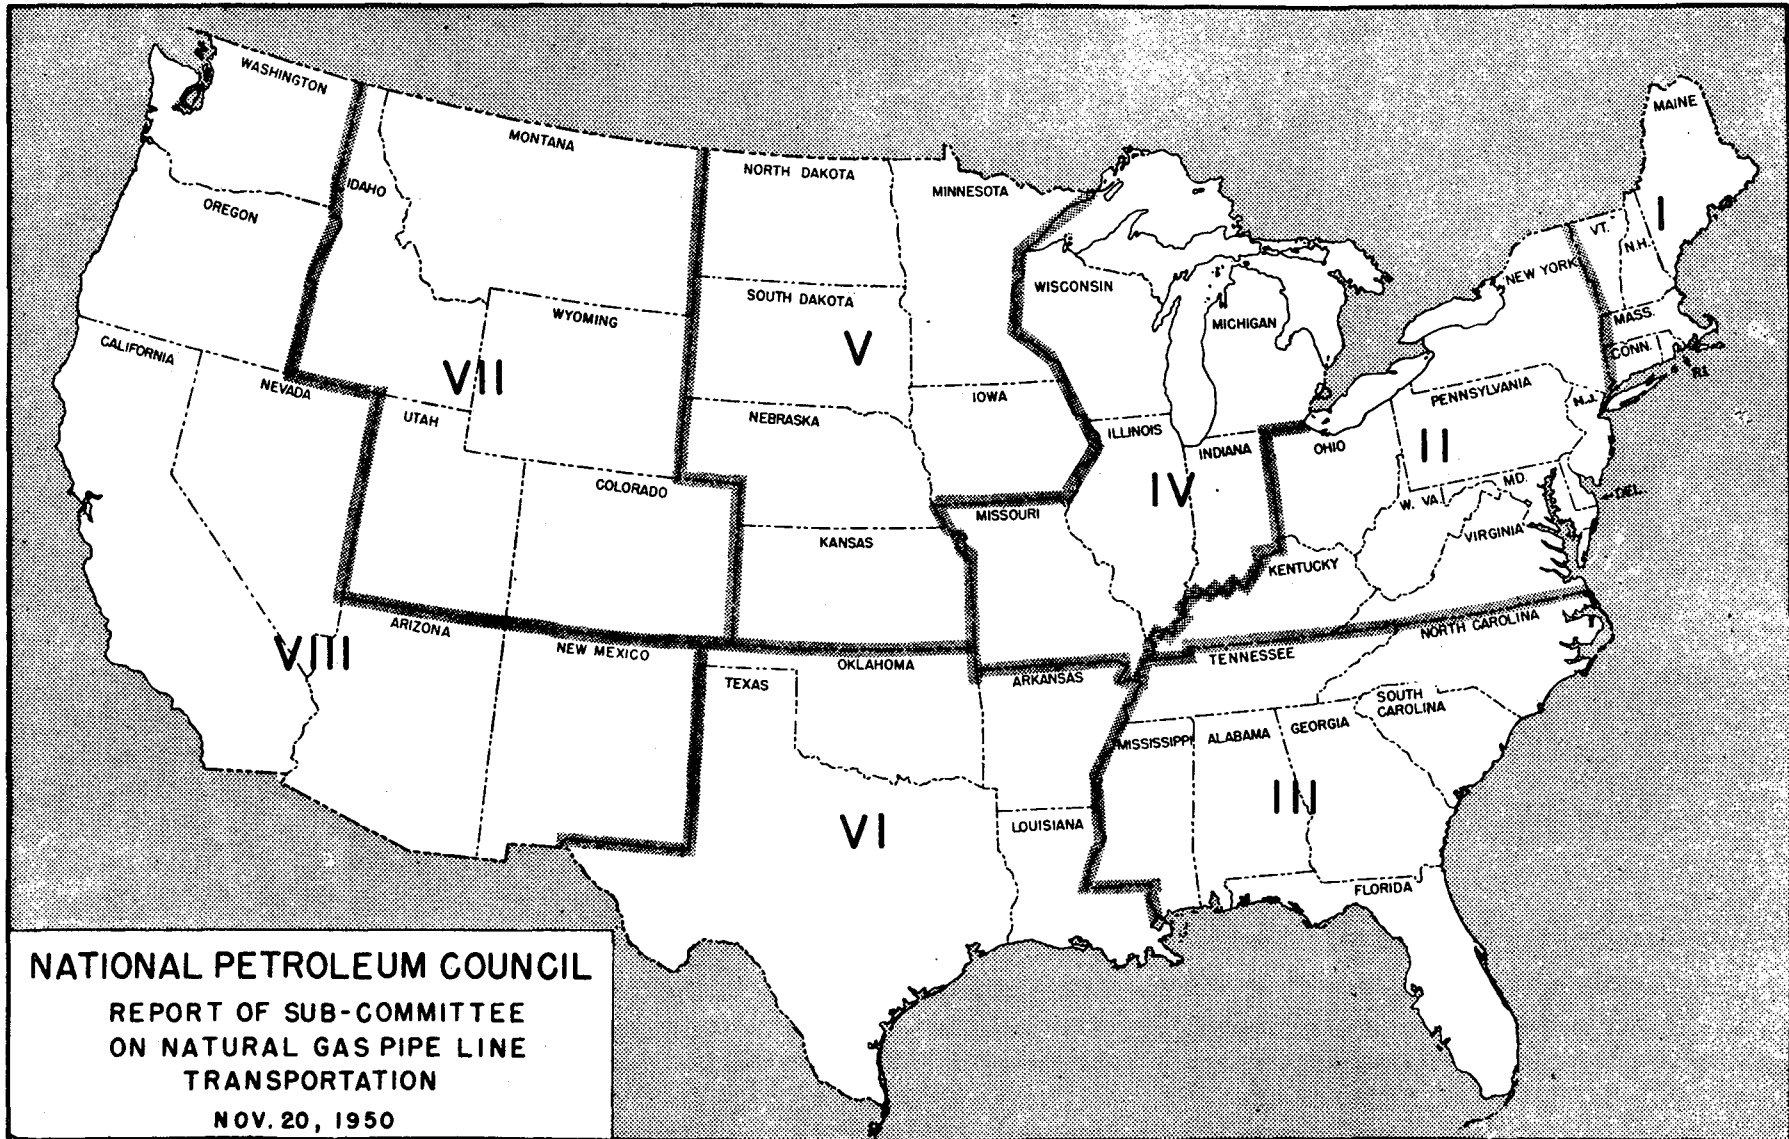 WASHINGTON
MONTANA
NORTH DAKOTA
MINNESOTA
MAINE
IDAHO
OREGON
I
VT.
N.H.
NEW YORK
WISCONSIN
SOUTH DAKOTA
WYOMING
MICHIGAN
MASS.
CONN.
R.I.
CALIFORNIA
NEVADA
VII
V
UTAH
NEBRASKA
IOWA
ILLINOIS
INDIANA
OHIO
PENNSYLVANIA
N.J.
II
IV
COLORADO
MISSOURI
W. VA.
MD.
DEL.
KANSAS
VIRGINIA
KENTUCKY
VIII
ARIZONA
NEW MEXICO
OKLAHOMA
TENNESSEE
NORTH CAROLINA
TEXAS
ARKANSAS
SOUTH
CAROLINA
MISSISSIPPI
ALABAMA
GEORGIA
III
VI
LOUISIANA
FLORIDA
NATIONAL PETROLEUM COUNCIL
REPORT OF SUB-COMMITTEE
ON NATURAL GAS PIPE LINE
TRANSPORTATION
NOV. 20, 1950